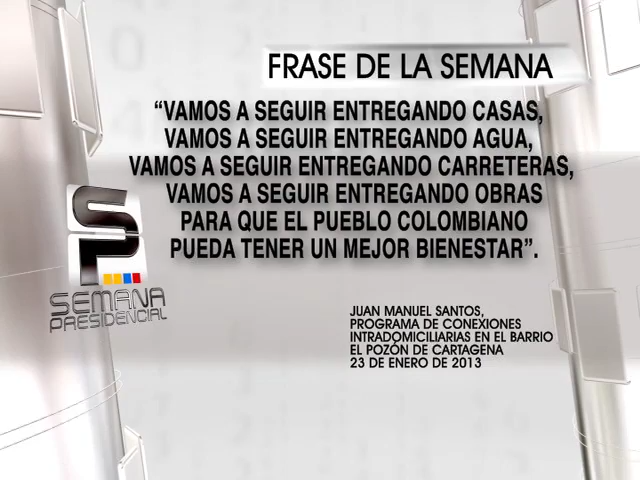 FRASE DE LA SEMANA
“VAMOS A SEGUIR ENTREGANDO CASAS,
VAMOS A SEGUIR ENTREGANDO AGUA,
VAMOS A SEGUIR ENTREGANDO CARRETERAS,
VAMOS A SEGUIR ENTREGANDO OBRAS
PARA QUE EL PUEBLO COLOMBIANO
PUEDA TENER UN MEJOR BIENESTAR”.
SP
SEMANA
PRESIDENCIAL
JUAN MANUEL SANTOS,
PROGRAMA DE CONEXIONES
INTRADOMICILIARIAS EN EL BARRIO
EL POZÓN DE CARTAGENA
23 DE ENERO DE 2013